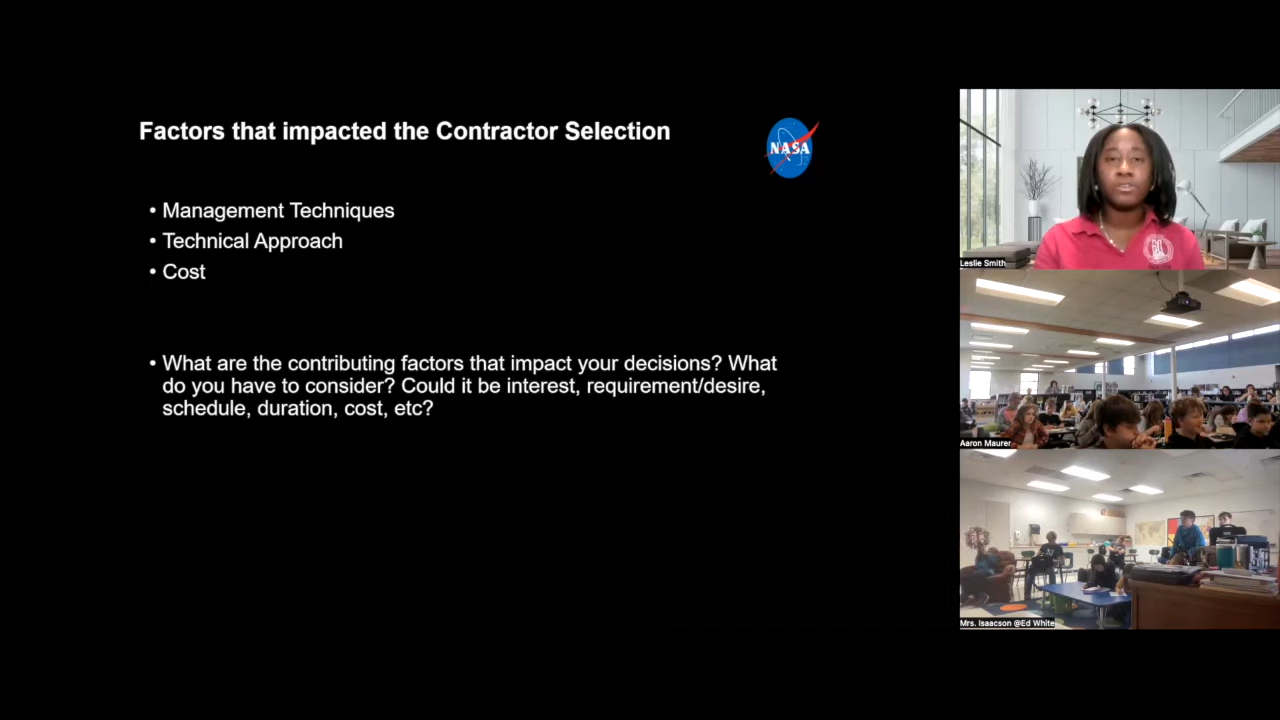 Factors that impacted the Contractor Selection
NASA
• Management Techniques
• Technical Approach
• Cost
• What are the contributing factors that impact your decisions? What
do you have to consider? Could it be interest, requirement/desire,
schedule, duration, cost, etc?
Leslie Smith
Aaron Maurer
Mrs. Isaacson @Ed White